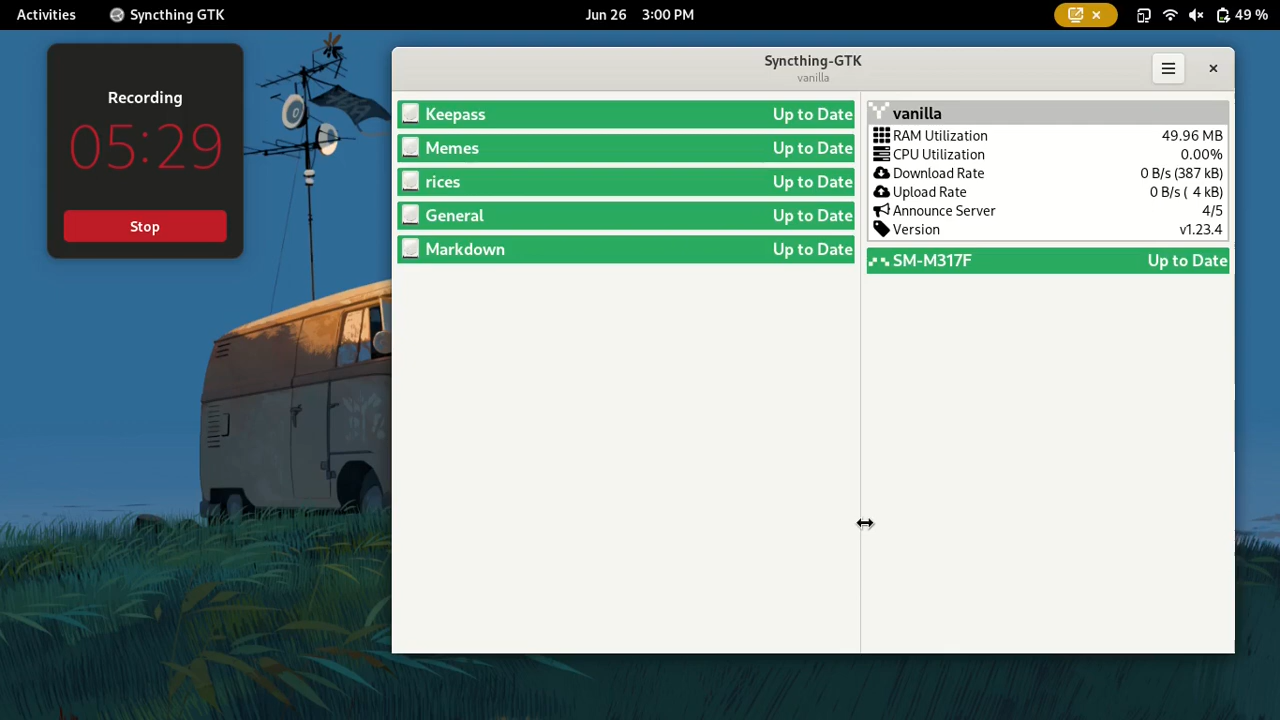 Activities Syncthing GTK Jun 26 3:00 PM 49 %
Recording
05:29
Stop
Syncthing-GTK
vanilla
Keepass Up to Date
Memes Up to Date
rices Up to Date
General Up to Date
Markdown Up to Date
vanilla
RAM Utilization 49.96 MB
CPU Utilization 0.00%
Download Rate 0 B/s (387 kB)
Upload Rate 0 B/s ( 4 kB)
Announce Server 4/5
Version v1.23.4
SM-M317F Up to Date